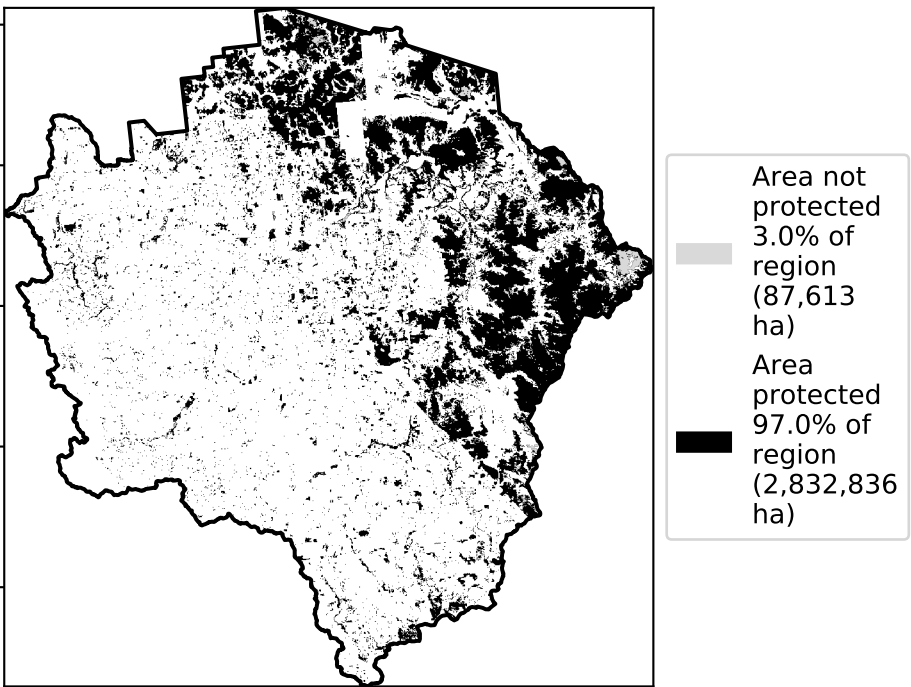 Area not
protected
3.0% of
region
(87,613
ha)
Area
protected
97.0% of
region
(2,832,836
ha)